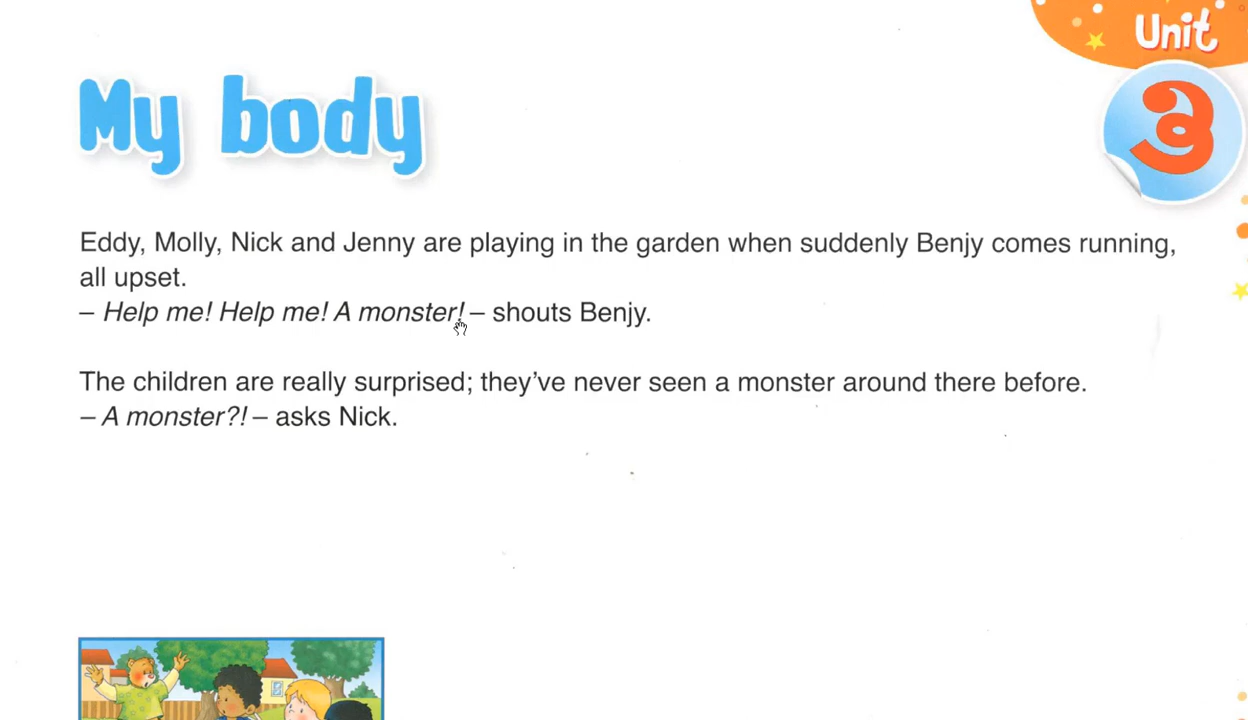 Unit
3
My body
Eddy, Molly, Nick and Jenny are playing in the garden when suddenly Benjy comes running,
all upset.
– Help me! Help me! A monster! – shouts Benjy.
The children are really surprised; they’ve never seen a monster around there before.
– A monster?! – asks Nick.